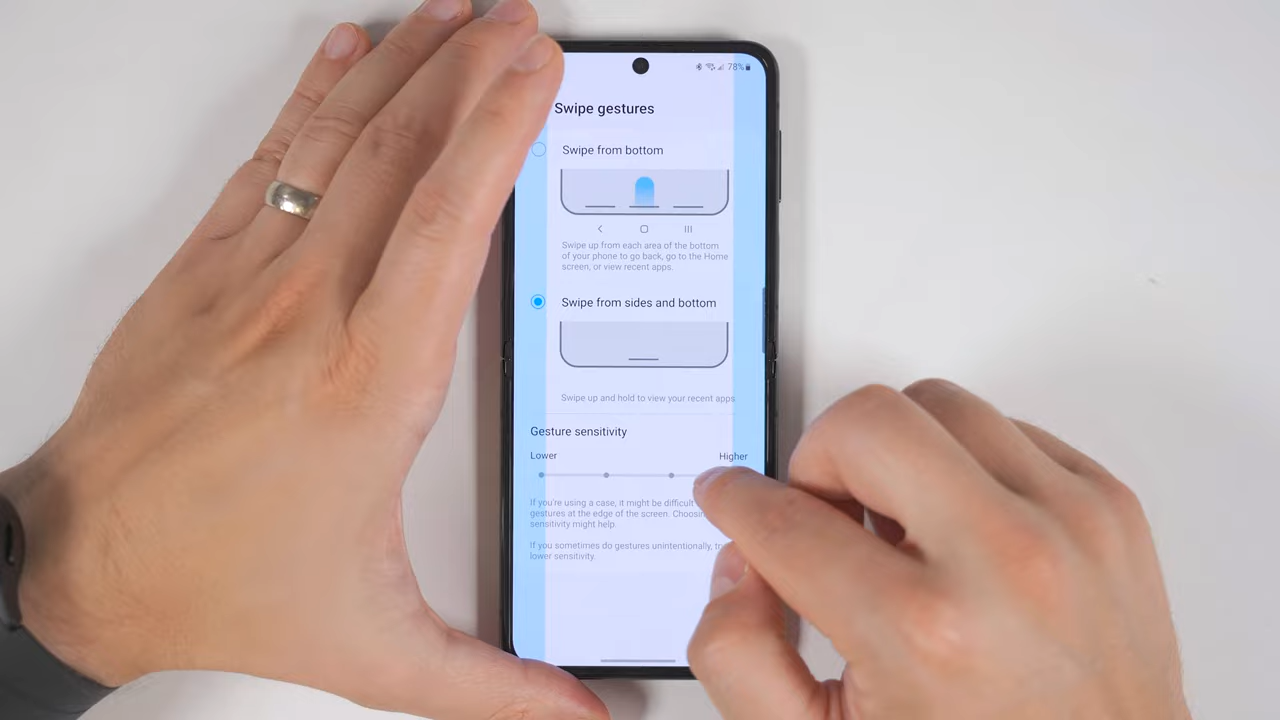 78%
Swipe gestures
Swipe from bottom
Swipe up from each area of the bottom
of your phone to go back, go to the Home
screen, or view recent apps.
Swipe from sides and bottom
Swipe up and hold to view your recent apps
Gesture sensitivity
Lower
Higher
If you're using a case, it might be difficult
gestures at the edge of the screen.
sensitivity might help.
If you sometimes do gestures unintentionally,
lower sensitivity.